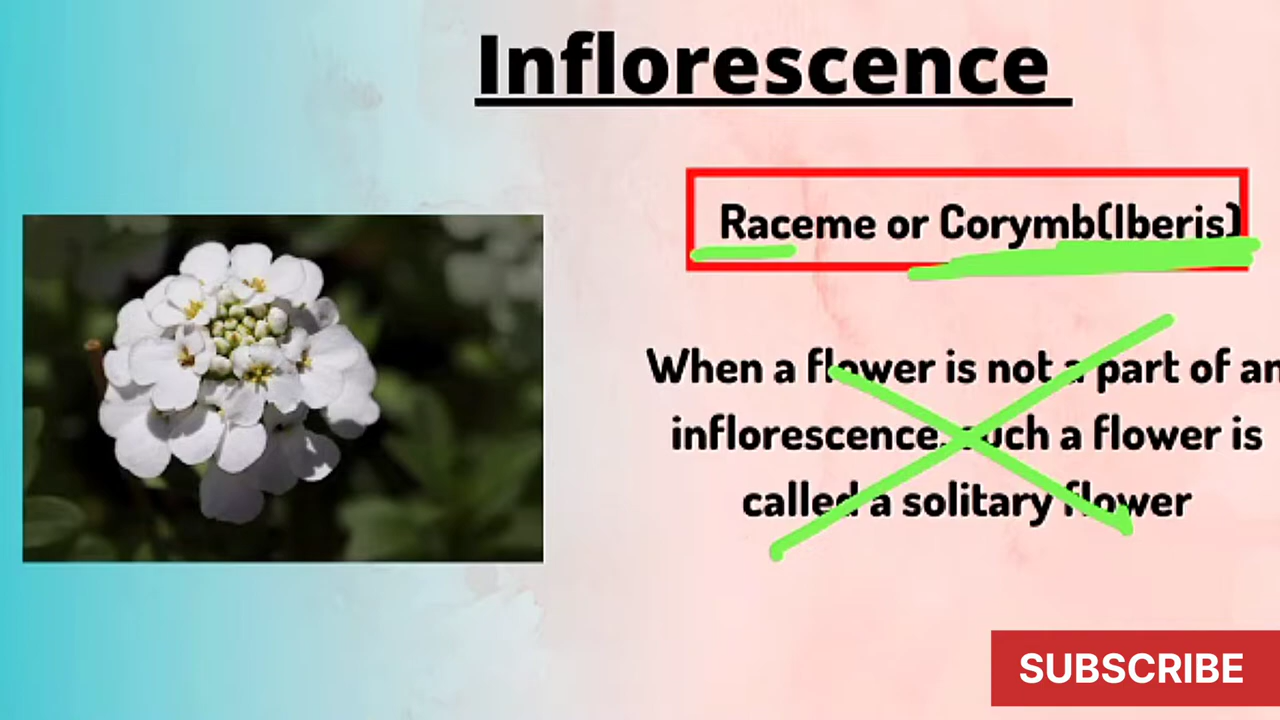 Inflorescence
Raceme or Corymb(Iberis)
When a flower is not a part of an
inflorescence, such a flower is
called a solitary flower
SUBSCRIBE